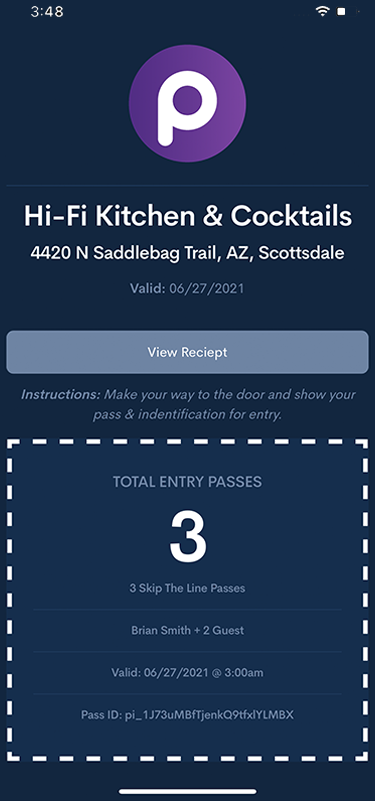 3:48
p
Hi-Fi Kitchen & Cocktails
4420 N Saddlebag Trail, AZ, Scottsdale
Valid: 06/27/2021
View Reciept
Instructions: Make your way to the door and show your
pass & indentification for entry.
TOTAL ENTRY PASSES
3
3 Skip The Line Passes
Brian Smith + 2 Guest
Valid: 06/27/2021 @ 3:00am
Pass ID: pi_1J73uMBfTjenkQ9tfxlYLMBX